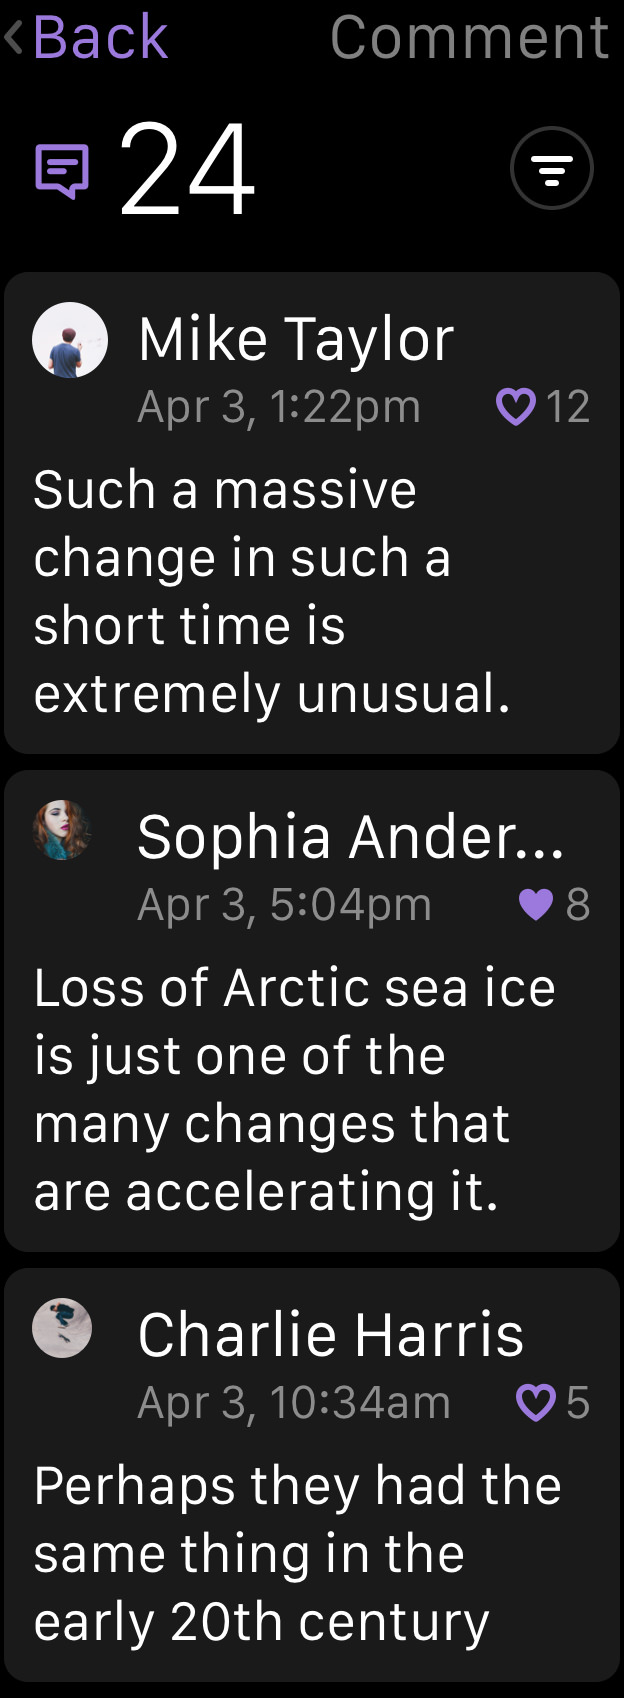 Back Comment
24
Mike Taylor
Apr 3, 1:22pm 12
Such a massive
change in such a
short time is
extremely unusual.
Sophia Ander...
Apr 3, 5:04pm 8
Loss of Arctic sea ice
is just one of the
many changes that
are accelerating it.
Charlie Harris
Apr 3, 10:34am 5
Perhaps they had the
same thing in the
early 20th century